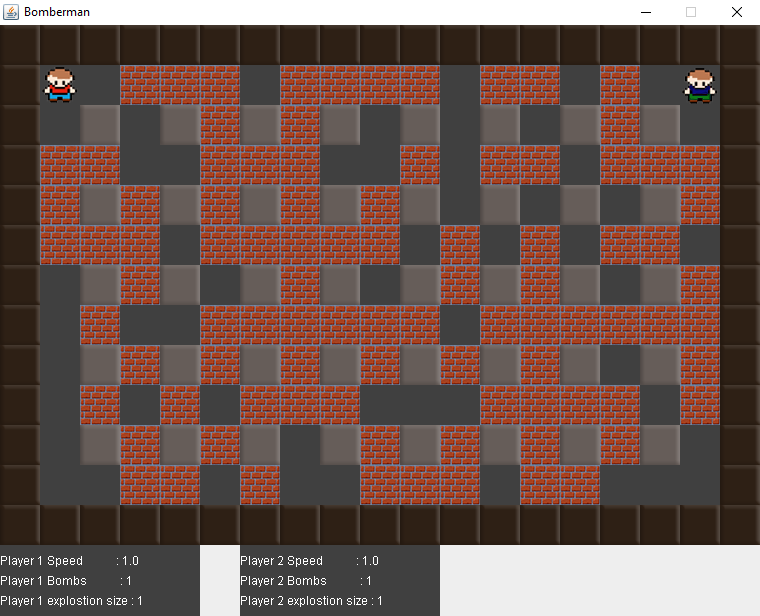 Bomberman
Player 1 Speed : 1.0
Player 2 Speed : 1.0
Player 1 Bombs : 1
Player 2 Bombs : 1
Player 1 explostion size : 1
Player 2 explostion size : 1